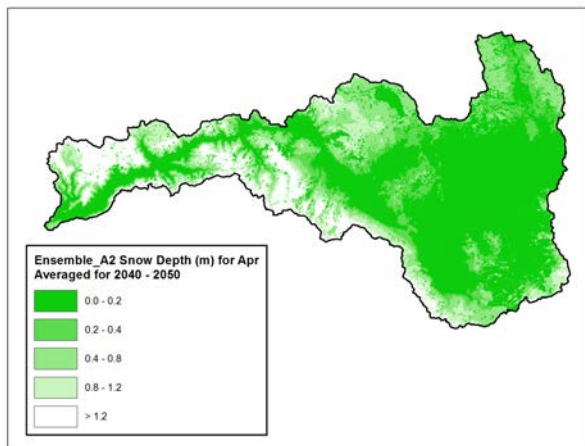 Ensemble_A2 Snow Depth (m) for Apr
Averaged for 2040 - 2050
0.0 - 0.2
0.2 - 0.4
0.4 - 0.8
0.8 - 1.2
> 1.2